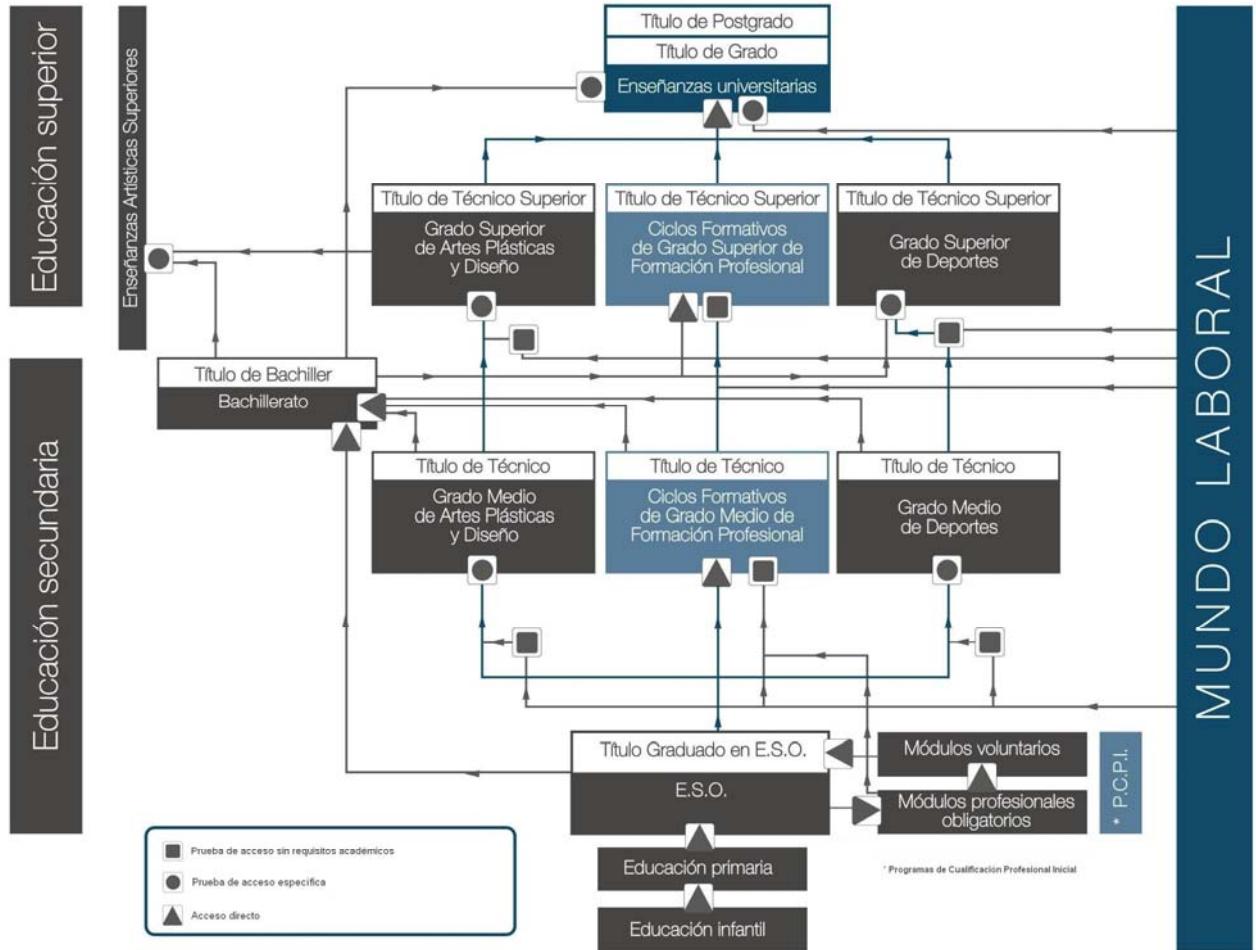 Educación superior
Enseñanzas Artísticas Superiores
Título de Postgrado
Título de Grado
Enseñanzas universitarias
Título de Técnico Superior
Grado Superior
de Artes Plásticas
y Diseño
Título de Técnico Superior
Ciclos Formativos
de Grado Superior de
Formación Profesional
Título de Técnico Superior
Grado Superior
de Deportes
MUNDO LABORAL
Educación secundaria
Título de Bachiller
Bachillerato
Título de Técnico
Grado Medio
de Artes Plásticas
y Diseño
Título de Técnico
Ciclos Formativos
de Grado Medio de
Formación Profesional
Título de Técnico
Grado Medio
de Deportes
Título Graduado en E.S.O.
E.S.O.
Módulos voluntarios
Módulos profesionales
obligatorios
* P.C.P.I.
Educación primaria
Educación infantil
* Programas de Cualificación Profesional Inicial
Prueba de acceso sin requisitos académicos
Prueba de acceso específica
Acceso directo